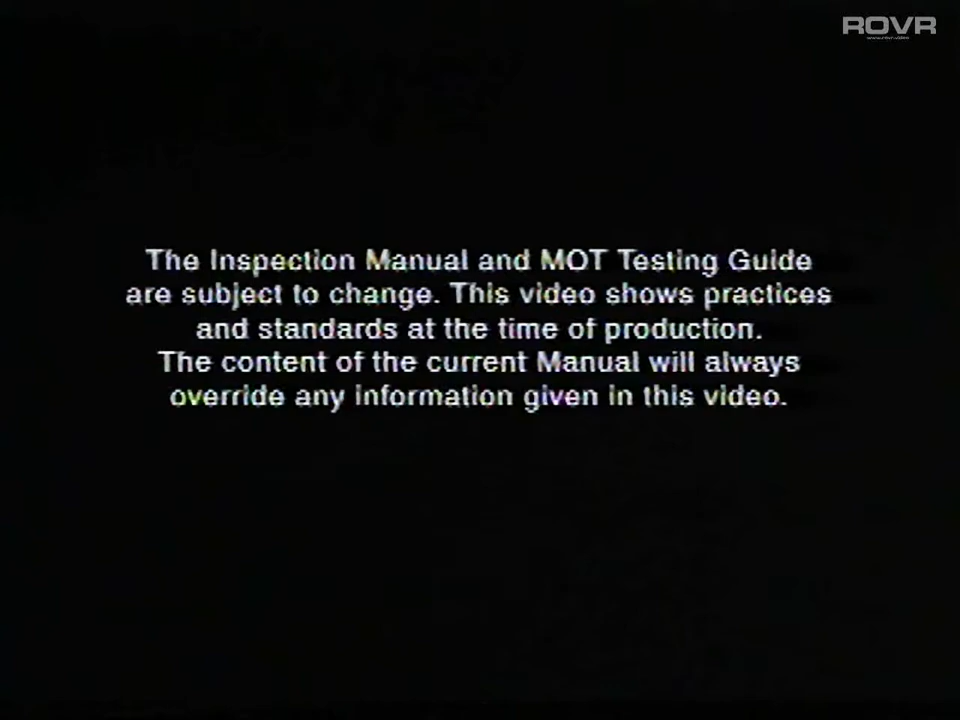 ROVR
The Inspection Manual and MOT Testing Guide
are subject to change. This video shows practices
and standards at the time of production.
The content of the current Manual will always
override any information given in this video.